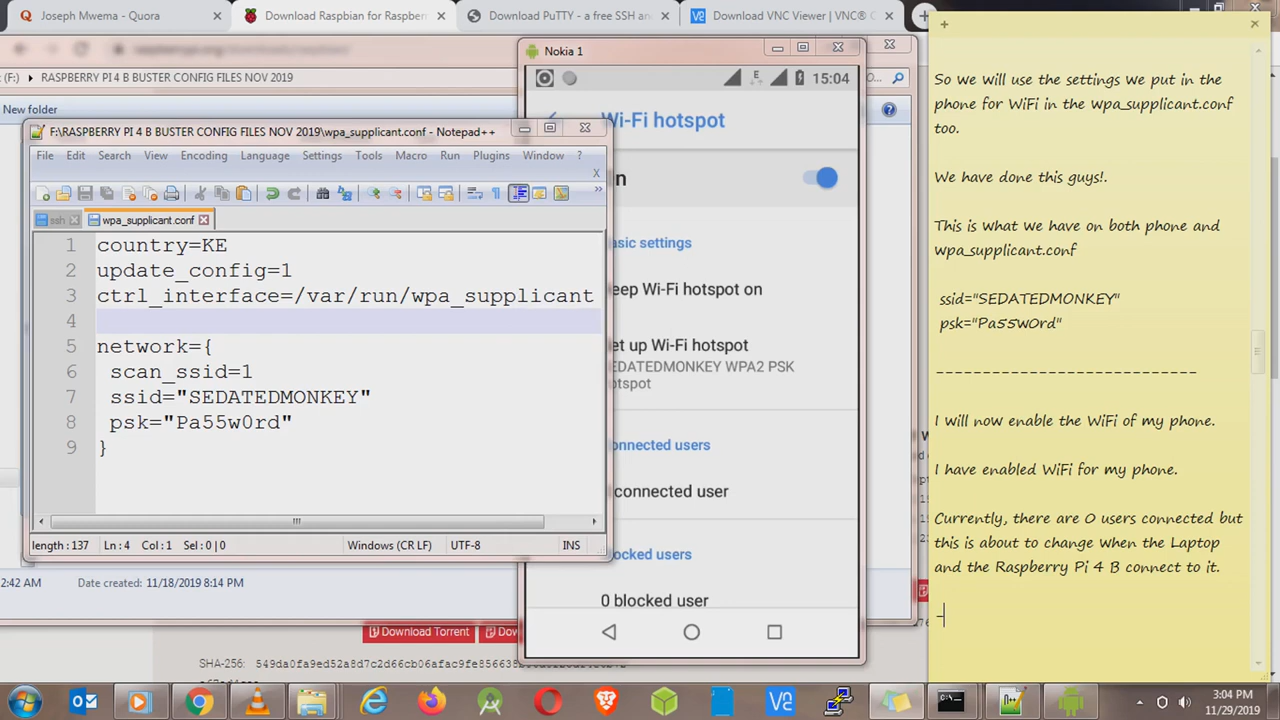 Joseph Mwema - Quora
Download Raspbian for Raspber
Download PuTTY - a free SSH an
Download VNC Viewer | VNC® C
(F:) ▸ RASPBERRY PI 4 B BUSTER CONFIG FILES NOV 2019
New folder
F:\RASPBERRY PI 4 B BUSTER CONFIG FILES NOV 2019\wpa_supplicant.conf - Notepad++
File Edit Search View Encoding Language Settings Tools Macro Run Plugins Window ?
ssh
wpa_supplicant.conf
1 country=KE
2 update_config=1
3 ctrl_interface=/var/run/wpa_supplicant
4
5 network={
6 scan_ssid=1
7 ssid="SEDATEDMONKEY"
8 psk="Pa55w0rd"
9 }
length : 137 Ln : 4 Col : 1 Sel : 0 | 0 Windows (CR LF) UTF-8 INS
2:42 AM Date created: 11/18/2019 8:14 PM
Download Torrent
SHA-256: 549da0fa9ed52a8d7c2d66cb06afac9fe856638
Nokia 1
E 15:04
Wi-Fi hotspot
n
asic settings
eep Wi-Fi hotspot on
et up Wi-Fi hotspot
EDATEDMONKEY WPA2 PSK
otspot
onnected users
connected user
ocked users
0 blocked user
So we will use the settings we put in the
phone for WiFi in the wpa_supplicant.conf
too.
We have done this guys!.
This is what we have on both phone and
wpa_supplicant.conf
ssid="SEDATEDMONKEY"
psk="Pa55w0rd"
----------------------------
I will now enable the WiFi of my phone.
I have enabled WiFi for my phone.
Currently, there are 0 users connected but
this is about to change when the Laptop
and the Raspberry Pi 4 B connect to it.
-
3:04 PM
11/29/2019